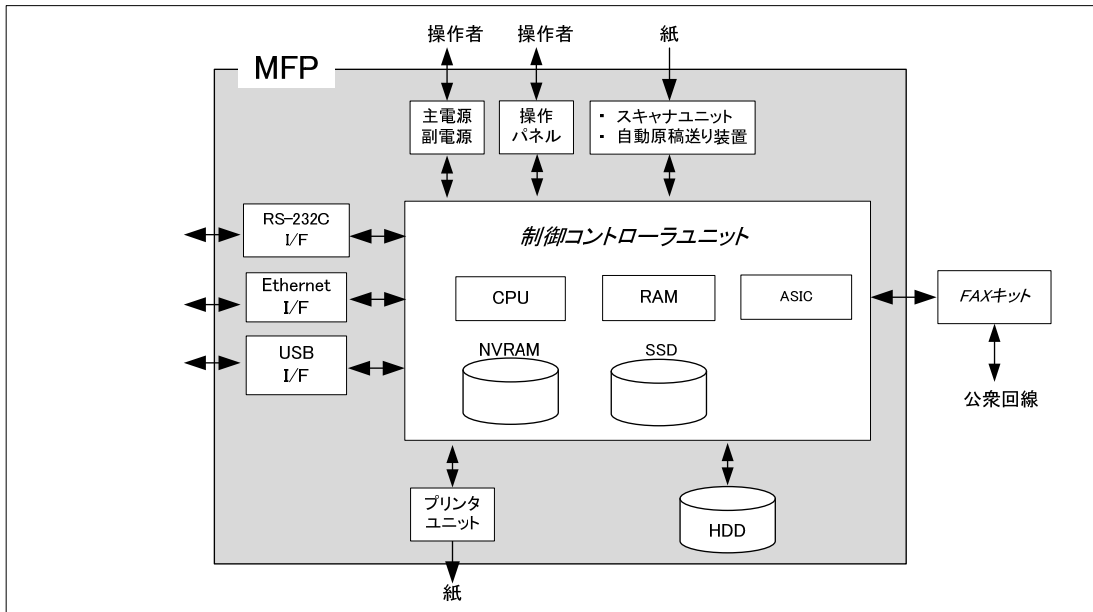 操作者
操作者
紙
MFP
主電源
副電源
操作
パネル
・ スキャナユニット
・ 自動原稿送り装置
RS-232C
I/F
制御コントローラユニット
Ethernet
I/F
CPU
RAM
ASIC
FAXキット
USB
I/F
NVRAM
SSD
公衆回線
プリンタ
ユニット
HDD
紙